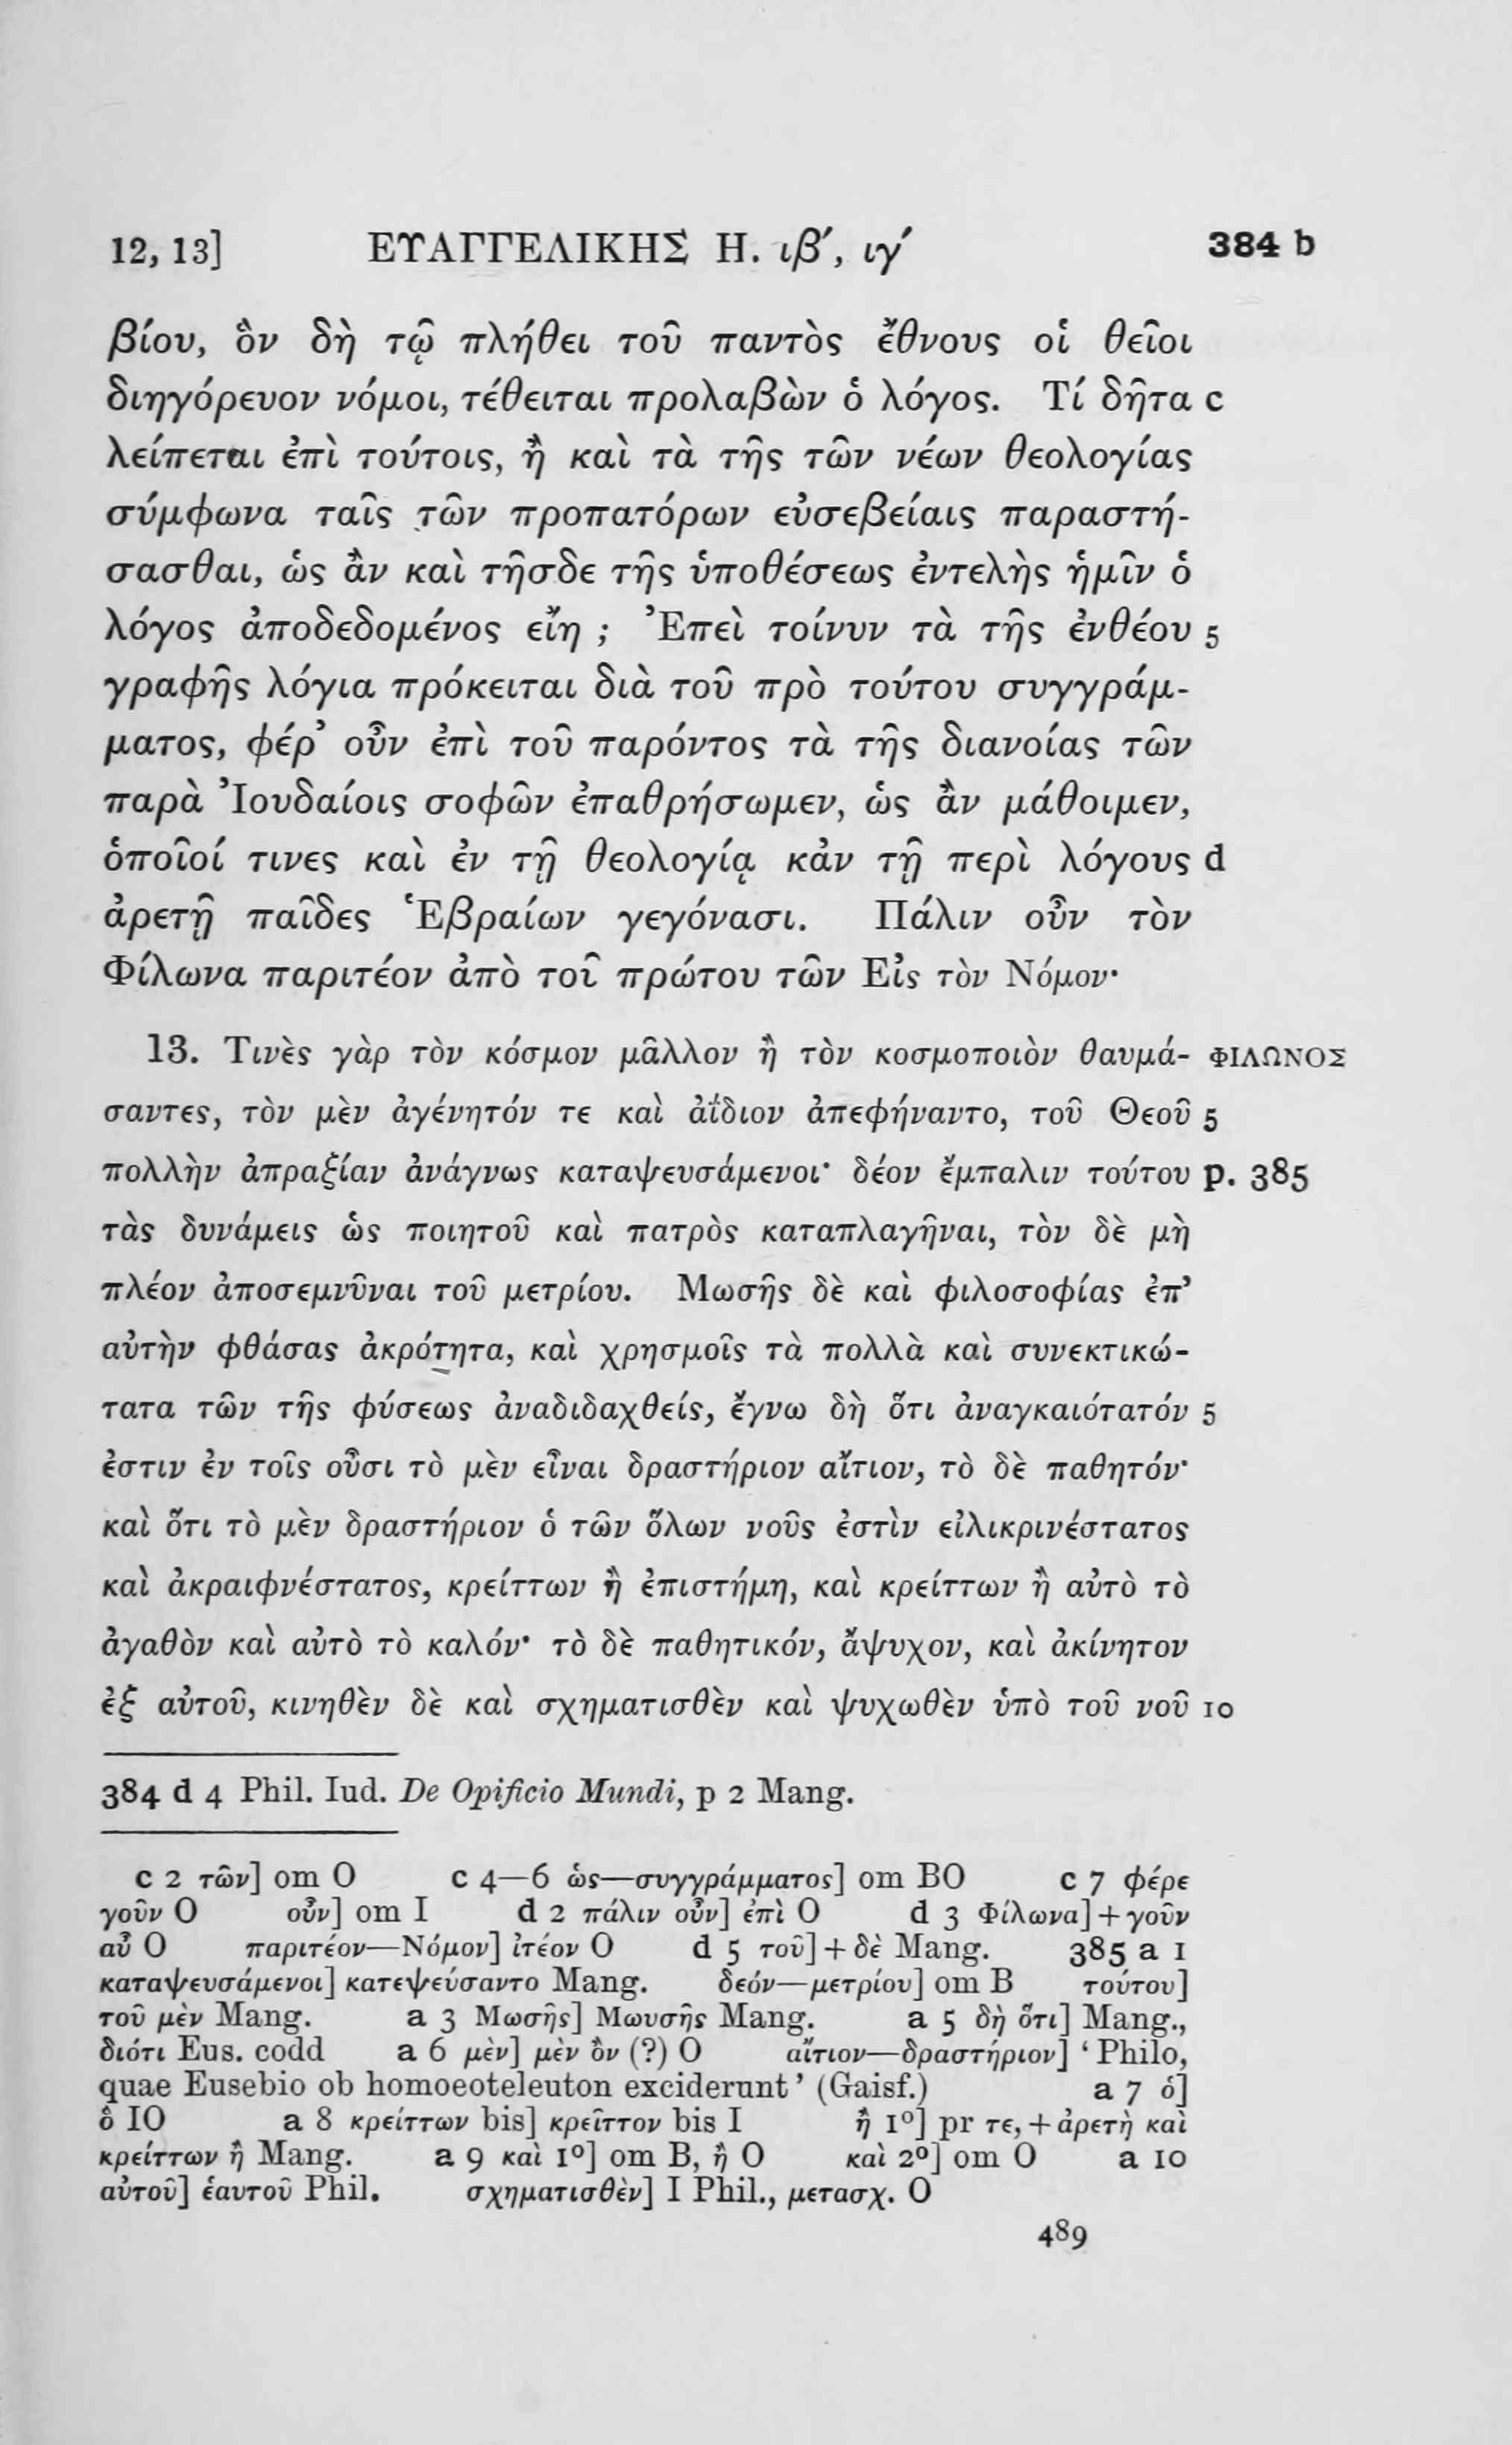 12, 13] ΕΥΑΓΓΕΛΙΚΗΣ Η. ιβ′, ιγ′ 384 b
βίου, ὃν δὴ τῷ πλήθει τοῦ παντὸς ἔθνους οἱ θεῖοι
διηγόρευον νόμοι, τέθειται προλαβὼν ὁ λόγος. Τί δῆτα c
λείπεται ἐπὶ τούτοις, ἢ καὶ τὰ τῆς τῶν νέων θεολογίας
σύμφωνα ταῖς τῶν προπατόρων εὐσεβείαις παραστή-
σασθαι, ὡς ἂν καὶ τῆσδε τῆς ὑποθέσεως ἐντελὴς ἡμῖν ὁ
λόγος ἀποδεδομένος εἴη ; Ἐπεὶ τοίνυν τὰ τῆς ἐνθέου 5
γραφῆς λόγια πρόκειται διὰ τοῦ πρὸ τούτου συγγράμ-
ματος, φέρ’ οὖν ἐπὶ τοῦ παρόντος τὰ τῆς διανοίας τῶν
παρὰ Ἰουδαίοις σοφῶν ἐπαθρήσωμεν, ὡς ἂν μάθοιμεν,
ὁποῖοί τινες καὶ ἐν τῇ θεολογίᾳ κἀν τῇ περὶ λόγους d
ἀρετῇ παῖδες Ἑβραίων γεγόνασι. Πάλιν οὖν τὸν
Φίλωνα παριτέον ἀπὸ τοῦ πρώτου τῶν Εἰς τὸν Νόμον·
13. Τινὲς γὰρ τὸν κόσμον μᾶλλον ἢ τὸν κοσμοποιὸν θαυμά- ΦΙΛΩΝΟΣ
σαντες, τὸν μὲν ἀγένητόν τε καὶ ἀΐδιον ἀπεφήναντο, τοῦ Θεοῦ 5
πολλὴν ἀπραξίαν ἀνάγνως καταψευσάμενοι· δέον ἔμπαλιν τούτου p. 385
τὰς δυνάμεις ὡς ποιητοῦ καὶ πατρὸς καταπλαγῆναι, τὸν δὲ μὴ
πλέον ἀποσεμνῦναι τοῦ μετρίου. Μωσῆς δὲ καὶ φιλοσοφίας ἐπ’
αὐτὴν φθάσας ἀκρότητα, καὶ χρησμοῖς τὰ πολλὰ καὶ συνεκτικώ-
τατα τῶν τῆς φύσεως ἀναδιδαχθείς, ἔγνω δὴ ὅτι ἀναγκαιότατόν 5
ἐστιν ἐν τοῖς οὖσι τὸ μὲν εἶναι δραστήριον αἴτιον, τὸ δὲ παθητόν·
καὶ ὅτι τὸ μὲν δραστήριον ὁ τῶν ὅλων νοῦς ἐστὶν εἰλικρινέστατος
καὶ ἀκραιφνέστατος, κρείττων ἢ ἐπιστήμη, καὶ κρείττων ἢ αὐτὸ τὸ
ἀγαθὸν καὶ αὐτὸ τὸ καλόν· τὸ δὲ παθητικόν, ἄψυχον, καὶ ἀκίνητον
ἐξ αὐτοῦ, κινηθὲν δὲ καὶ σχηματισθὲν καὶ ψυχωθὲν ὑπὸ τοῦ νοῦ 10
384 d 4 Phil. Iud. De Opificio Mundi, p 2 Mang.
c 2 τῶν] om O c 4—6 ὡς—συγγράμματος] om BO c 7 φέρε
γοῦν O οὖν] om I d 2 πάλιν οὖν] ἐπὶ O d 3 Φίλωνα] + γοῦν
αὖ O παριτέον—Νόμον] ἰτέον O d 5 τοῦ] + δὲ Mang. 385 a 1
καταψευσάμενοι] κατεψεύσαντο Mang. δεόν—μετρίου] om B τούτου]
τοῦ μὲν Mang. a 3 Μωσῆς] Μωυσῆς Mang. a 5 δὴ ὅτι] Mang.,
διότι Eus. codd a 6 μὲν] μὲν ὂν (?) O αἴτιον—δραστήριον] ‘ Philo,
quae Eusebio ob homoeoteleuton exciderunt ’ (Gaisf.) a 7 ὁ]
ὃ IO a 8 κρείττων bis] κρεῖττον bis I ἢ 1º] pr τε, + ἀρετὴ καὶ
κρείττων ἢ Mang. a 9 καὶ 1º] om B, ἢ O καὶ 2º] om O a 10
αὐτοῦ] ἑαυτοῦ Phil. σχηματισθὲν] I Phil., μετασχ. O
489